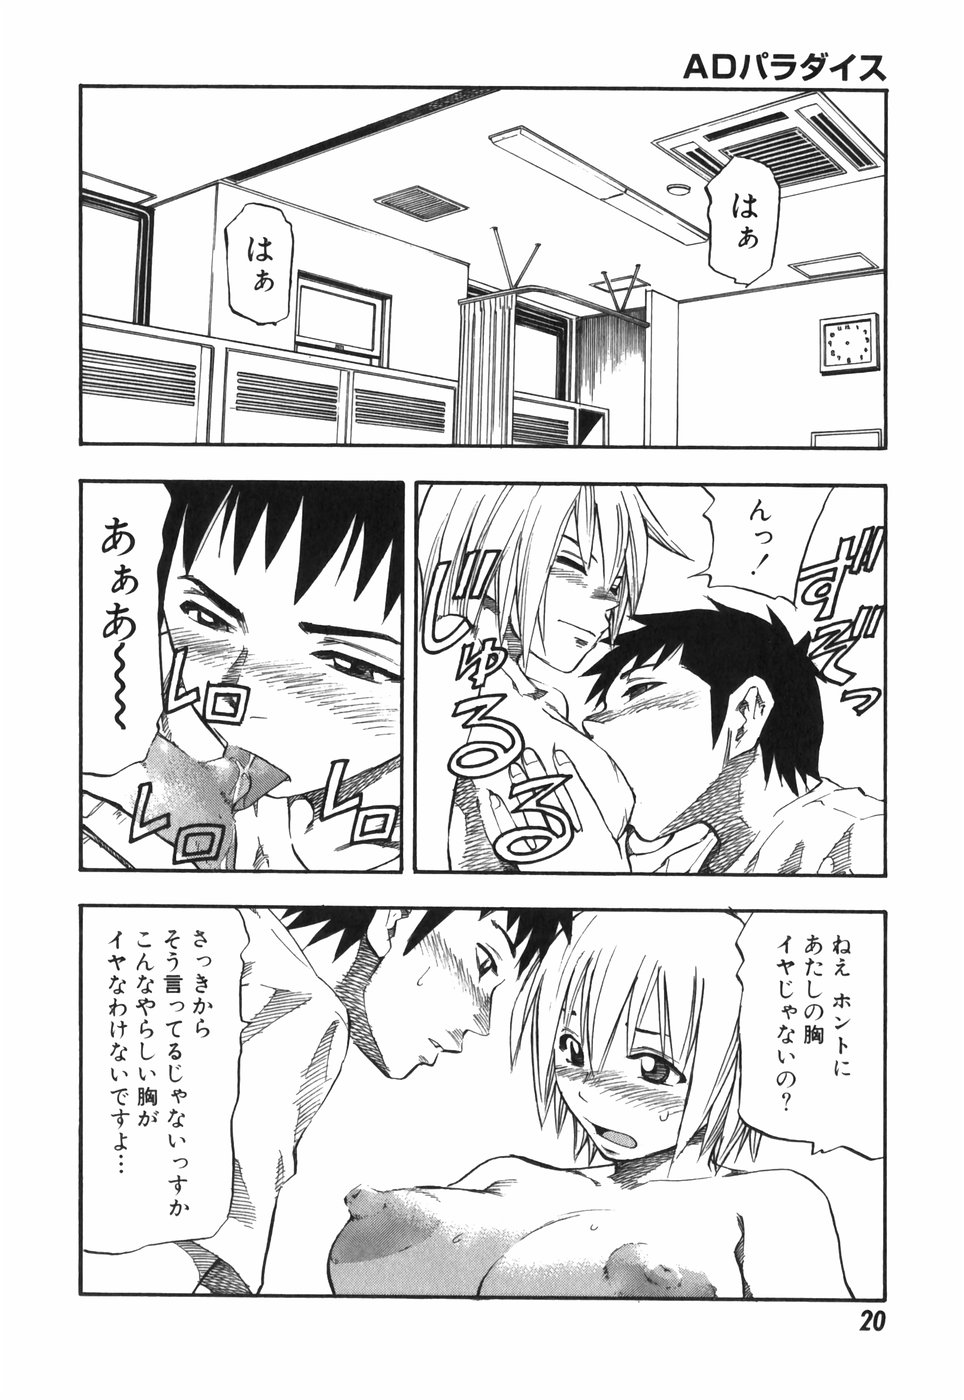 ADパラダイス
はぁ
はぁ
んっ！
ずぞぞっ
じゅるるる
あぁあ〜〜〜
レロ
レロ
レロ
ねえ ホントに
あたしの胸
イヤじゃないの？
さっきから
そう言ってるじゃないっすか
こんなやらしい胸が
イヤなわけないですよ…
20